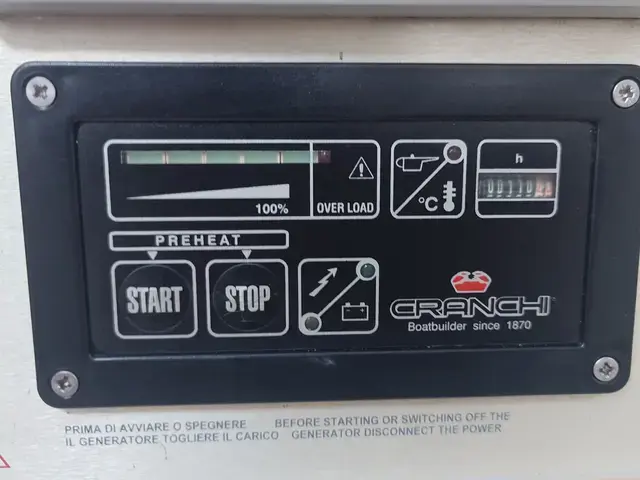 h
100%
OVER LOAD
°C
PREHEAT
START
STOP
CRANCHI
Boatbuilder since 1870
PRIMA DI AVVIARE O SPEGNERE
IL GENERATORE TOGLIERE IL CARICO
BEFORE STARTING OR SWITCHING OFF THE
GENERATOR DISCONNECT THE POWER